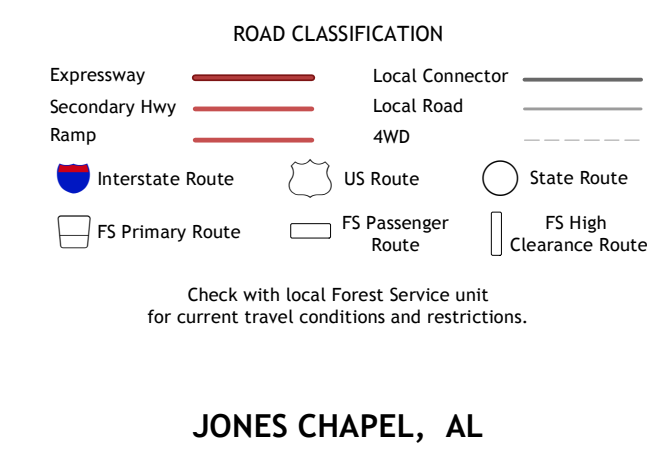 ROAD CLASSIFICATION
Expressway
Local Connector
Secondary Hwy
Local Road
Ramp
4WD
Interstate Route
US Route
State Route
FS Primary Route
FS Passenger
Route
FS High
Clearance Route
Check with local Forest Service unit
for current travel conditions and restrictions.
JONES CHAPEL, AL